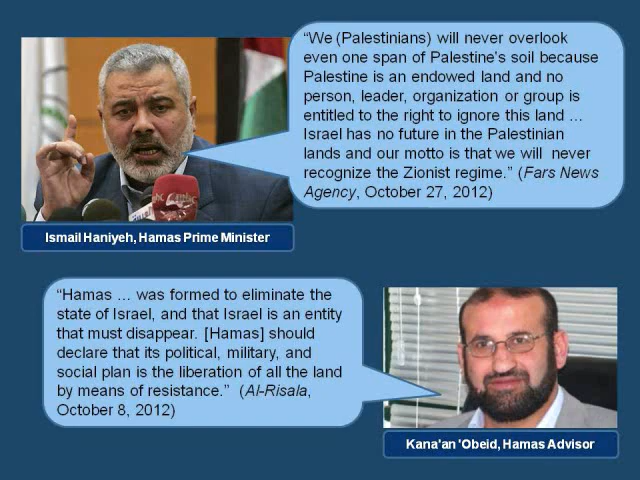 “We (Palestinians) will never overlook
even one span of Palestine's soil because
Palestine is an endowed land and no
person, leader, organization or group is
entitled to the right to ignore this land ...
Israel has no future in the Palestinian
lands and our motto is that we will  never
recognize the Zionist regime.” (Fars News
Agency, October 27, 2012)
Ismail Haniyeh, Hamas Prime Minister
“Hamas ... was formed to eliminate the
state of Israel, and that Israel is an entity
that must disappear. [Hamas] should
declare that its political, military, and
social plan is the liberation of all the land
by means of resistance.”  (Al-Risala,
October 8, 2012)
Kana'an 'Obeid, Hamas Advisor